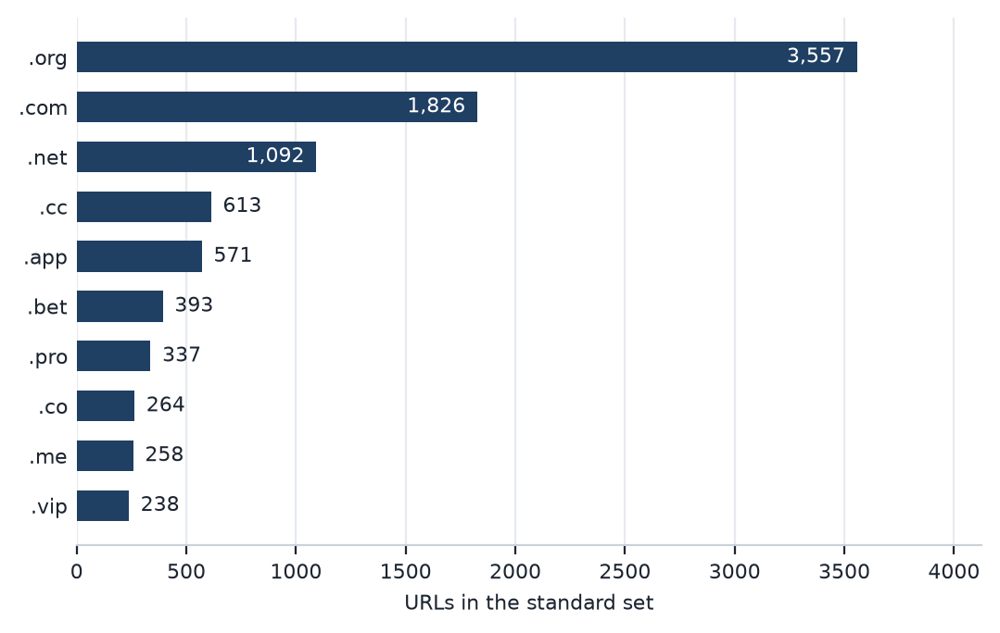 .org 3,557
.com 1,826
.net 1,092
.cc 613
.app 571
.bet 393
.pro 337
.co 264
.me 258
.vip 238
0 500 1000 1500 2000 2500 3000 3500 4000
URLs in the standard set